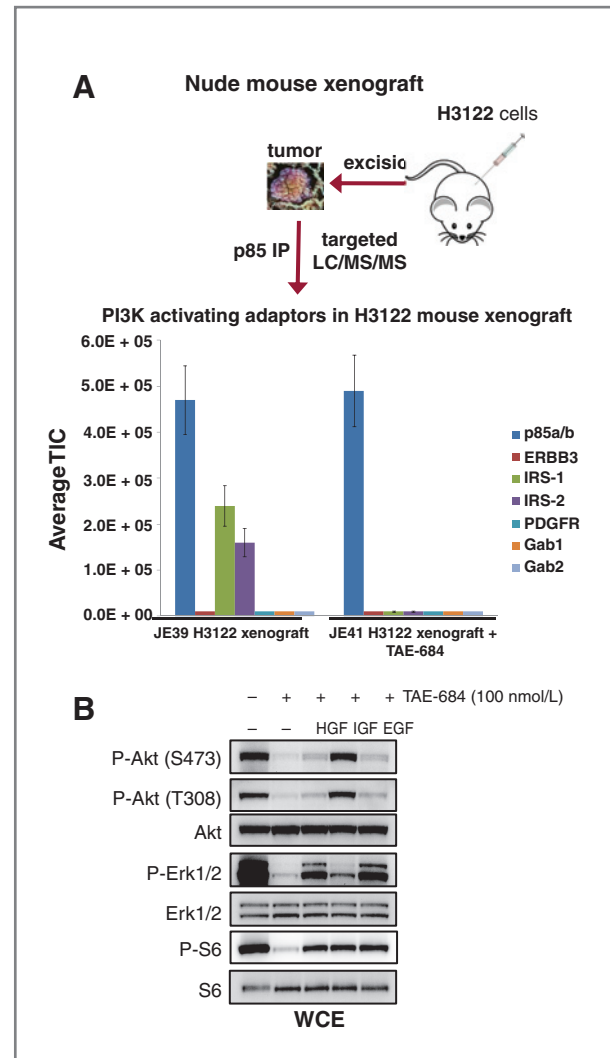 A
Nude mouse xenograft
H3122 cells
tumor
excisio
p85 IP
targeted
LC/MS/MS
PI3K activating adaptors in H3122 mouse xenograft
Average TIC
6.0E + 05
5.0E + 05
4.0E + 05
3.0E + 05
2.0E + 05
1.0E + 05
0.0E + 00
p85a/b
ERBB3
IRS-1
IRS-2
PDGFR
Gab1
Gab2
JE39 H3122 xenograft
JE41 H3122 xenograft +
TAE-684
B
– + + + + TAE-684 (100 nmol/L)
– – HGF IGF EGF
P-Akt (S473)
P-Akt (T308)
Akt
P-Erk1/2
Erk1/2
P-S6
S6
WCE